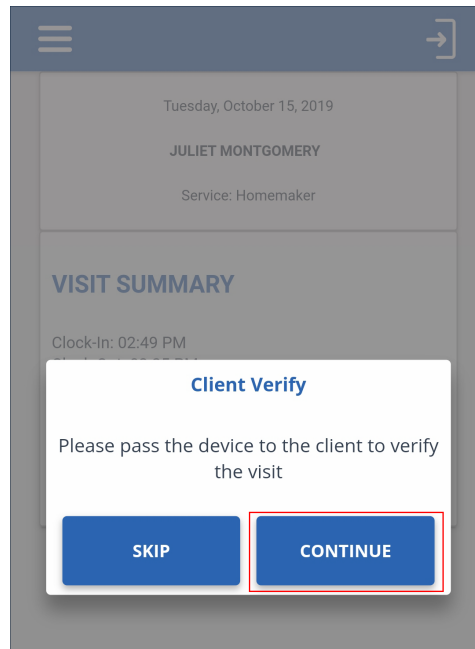 Tuesday, October 15, 2019
JULIET MONTGOMERY
Service: Homemaker
VISIT SUMMARY
Clock-In: 02:49 PM
Client Verify
Please pass the device to the client to verify
the visit
SKIP
CONTINUE